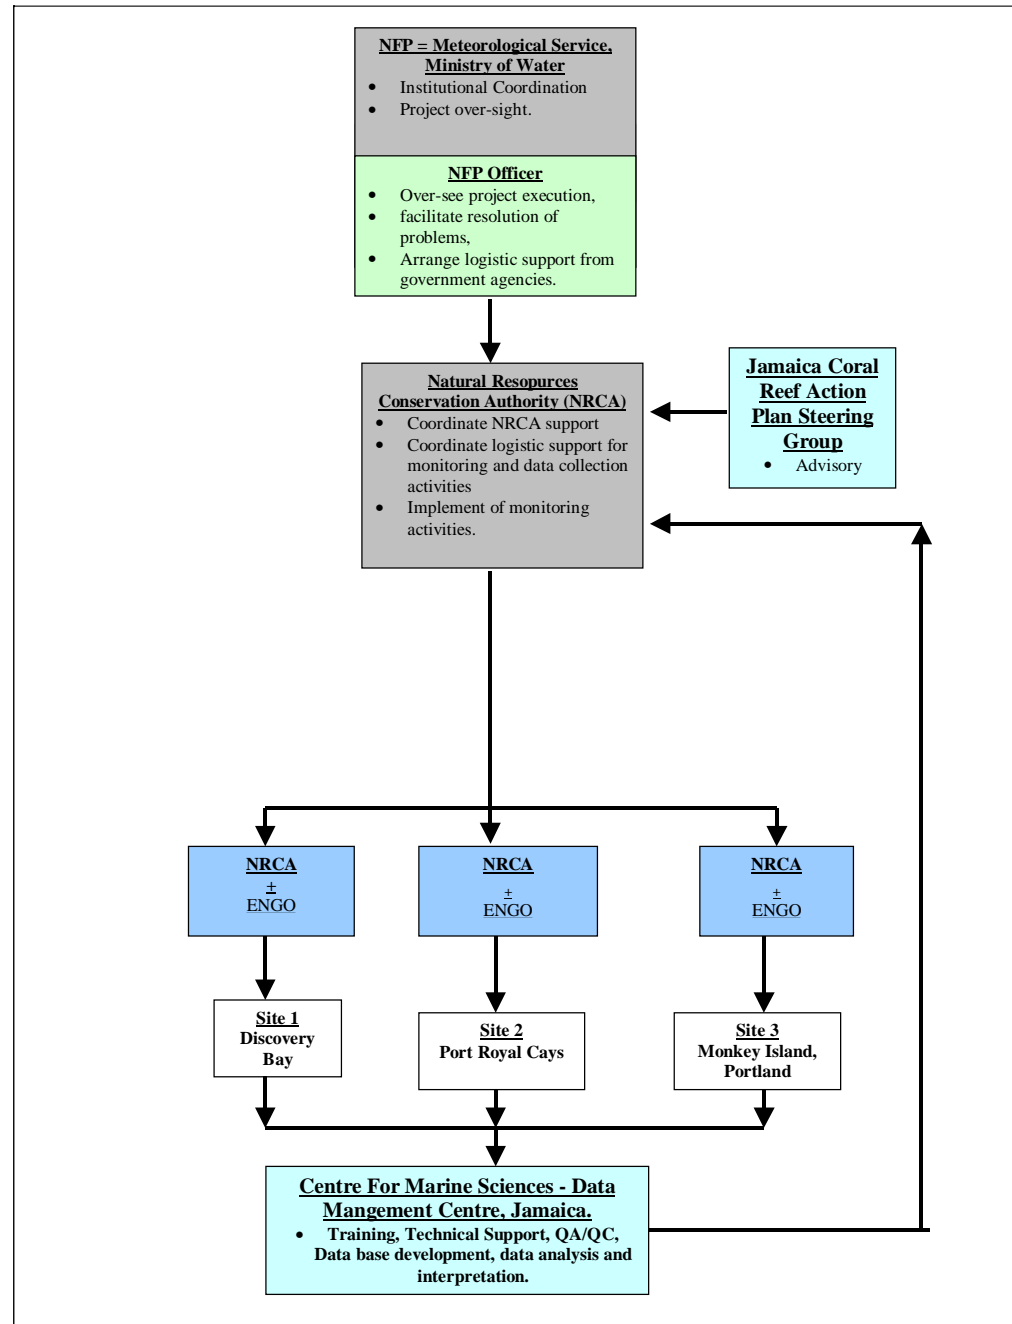 NFP = Meteorological Service,
Ministry of Water
• Institutional Coordination
• Project over-sight.
NFP Officer
• Over-see project execution,
• facilitate resolution of
problems,
• Arrange logistic support from
government agencies.
Natural Resopurces
Conservation Authority (NRCA)
• Coordinate NRCA support
• Coordinate logistic support for
monitoring and data collection
activities
• Implement of monitoring
activities.
Jamaica Coral
Reef Action
Plan Steering
Group
• Advisory
NRCA
+
ENGO
NRCA
+
ENGO
NRCA
+
ENGO
Site 1
Discovery
Bay
Site 2
Port Royal Cays
Site 3
Monkey Island,
Portland
Centre For Marine Sciences - Data
Mangement Centre, Jamaica.
• Training, Technical Support, QA/QC,
Data base development, data analysis and
interpretation.